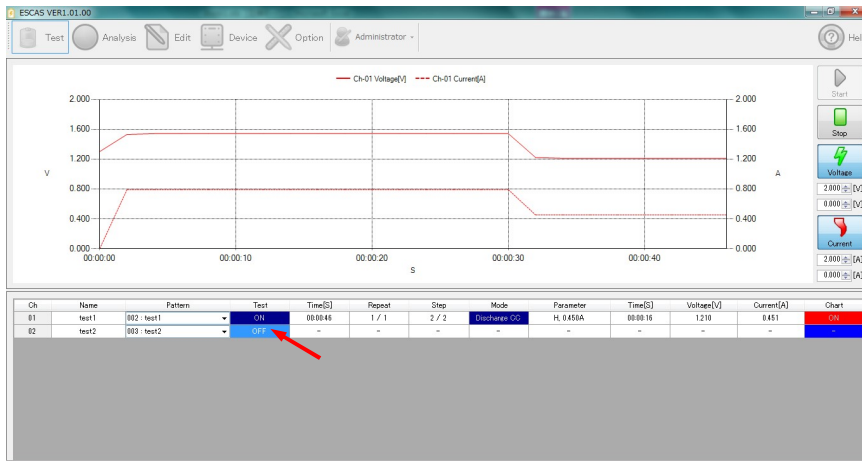 ESCAS VER1.01.00
Test Analysis Edit Device Option Administrator Hel
Ch-01 Voltage[V] Ch-01 Current[A]
Start
Stop
Voltage
2.000 [V]
0.000 [V]
Current
2.000 [A]
0.000 [A]
2.000 2.000
1.600 1.600
1.200 1.200
V A
0.800 0.800
0.400 0.400
0.000 0.000
00:00:00 00:00:10 00:00:20 00:00:30 00:00:40
S
Ch Name Pattern Test Time[S] Repeat Step Mode Parameter Time[S] Voltage[V] Current[A] Chart
01 test1 002 : test1 ON 00:00:46 1 / 1 2 / 2 Discharge CC H, 0.450A 00:00:16 1.210 0.451 ON
02 test2 003 : test2 OFF - - - - - - - - -